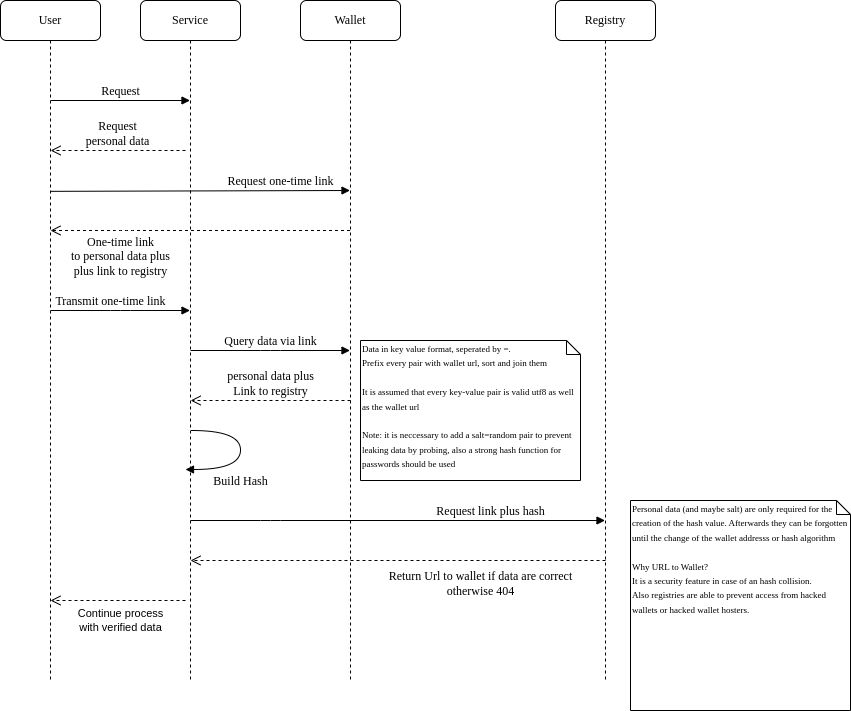 User
Service
Wallet
Registry
Request
Request
personal data
Request one-time link
One-time link
to personal data plus
plus link to registry
Transmit one-time link
Query data via link
Data in key value format, seperated by =.
Prefix every pair with wallet url, sort and join them
It is assumed that every key-value pair is valid utf8 as well
as the wallet url
Note: it is neccessary to add a salt=random pair to prevent
leaking data by probing, also a strong hash function for
passwords should be used
personal data plus
Link to registry
Build Hash
Request link plus hash
Personal data (and maybe salt) are only required for the
creation of the hash value. Afterwards they can be forgotten
until the change of the wallet addresss or hash algorithm
Why URL to Wallet?
It is a security feature in case of an hash collision.
Also registries are able to prevent access from hacked
wallets or hacked wallet hosters.
Return Url to wallet if data are correct
otherwise 404
Continue process
with verified data